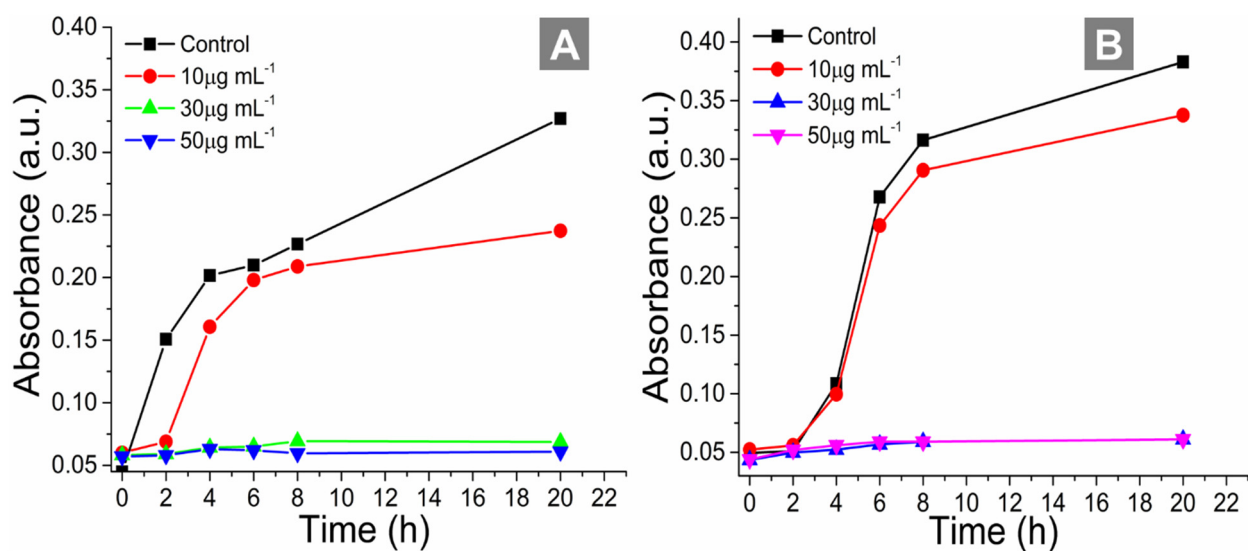 A
Control
10μg mL⁻¹
30μg mL⁻¹
50μg mL⁻¹
0.40
0.35
0.30
0.25
0.20
0.15
0.10
0.05
Absorbance (a.u.)
0 2 4 6 8 10 12 14 16 18 20 22
Time (h)
B
Control
10μg mL⁻¹
30μg mL⁻¹
50μg mL⁻¹
0.40
0.35
0.30
0.25
0.20
0.15
0.10
0.05
Absorbance (a.u.)
0 2 4 6 8 10 12 14 16 18 20 22
Time (h)